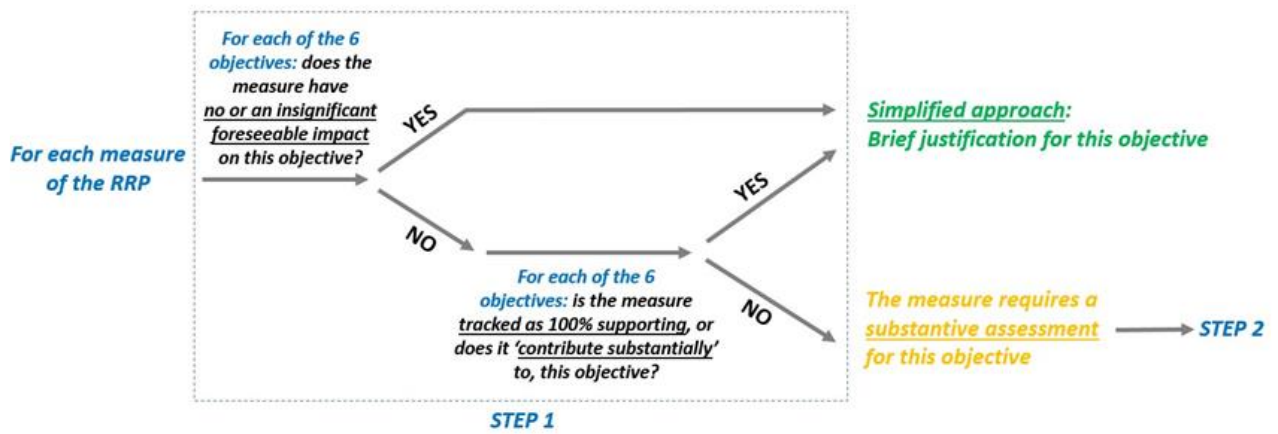 For each measure
of the RRP
For each of the 6
objectives: does the
measure have
no or an insignificant
foreseeable impact
on this objective?
YES
NO
For each of the 6
objectives: is the measure
tracked as 100% supporting, or
does it ‘contribute substantially’
to, this objective?
YES
NO
Simplified approach:
Brief justification for this objective
The measure requires a
substantive assessment
for this objective
STEP 2
STEP 1